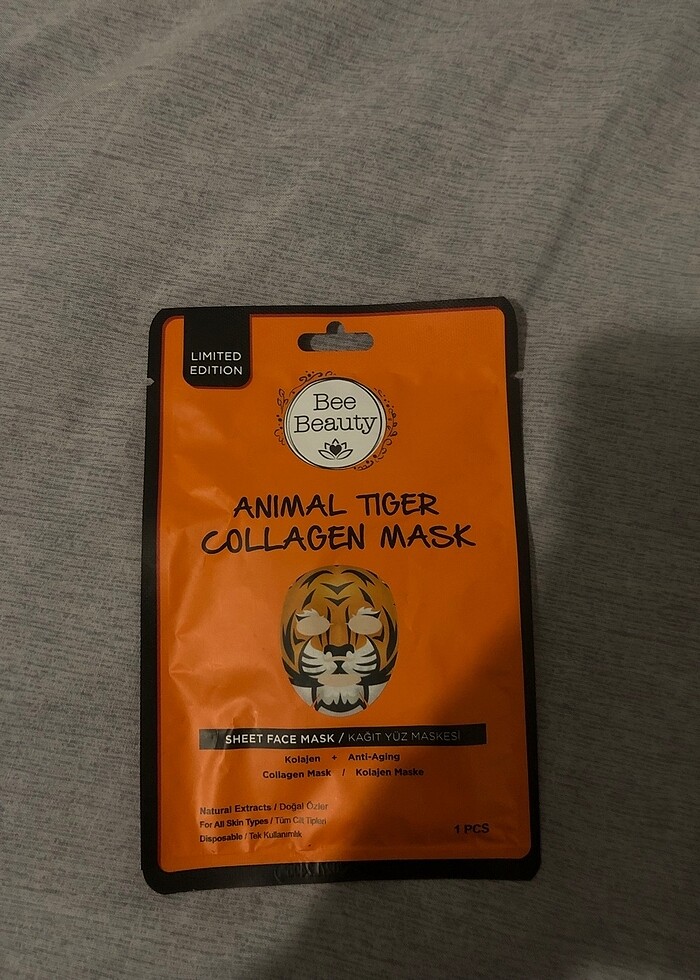 LIMITED
EDITION
Bee
Beauty
ANIMAL TIGER
COLLAGEN MASK
SHEET FACE MASK / KAĞIT YÜZ MASKESİ
Kolajen + Anti-Aging
Collagen Mask / Kolajen Maske
Natural Extracts / Doğal Özler
For All Skin Types / Tüm Cilt Tipleri
Disposable / Tek Kullanımlık
1 PCS